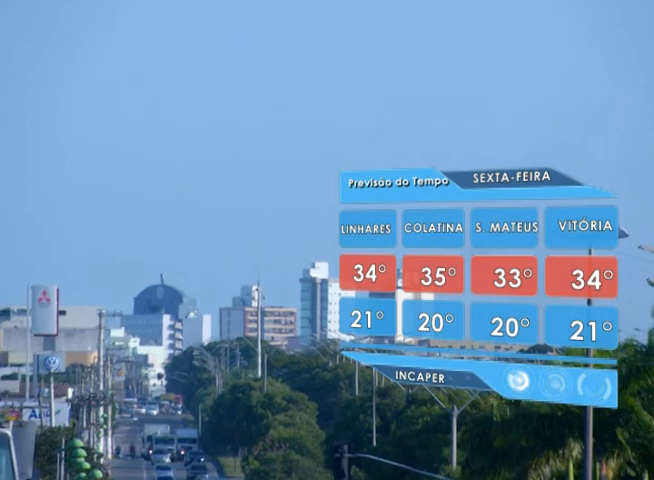 Previsão do Tempo SEXTA-FEIRA
LINHARES COLATINA S. MATEUS VITÓRIA
34° 35° 33° 34°
21° 20° 20° 21°
INCAPER